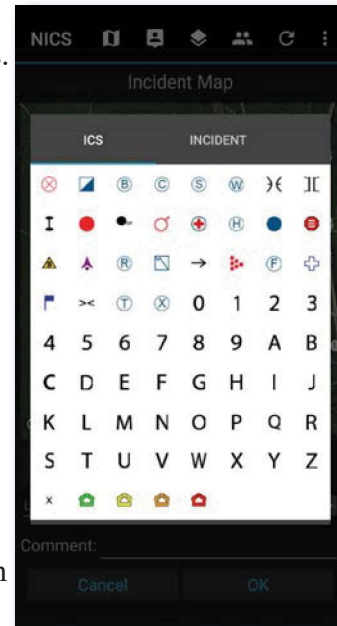 .
NICS
Incident Map
ICS INCIDENT
B C S W
I
H
R F
T X 0 1 2 3
4 5 6 7 8 9 A B
C D E F G H I J
K L M N O P Q R
S T U V W X Y Z
x
Comment:
n
Cancel OK